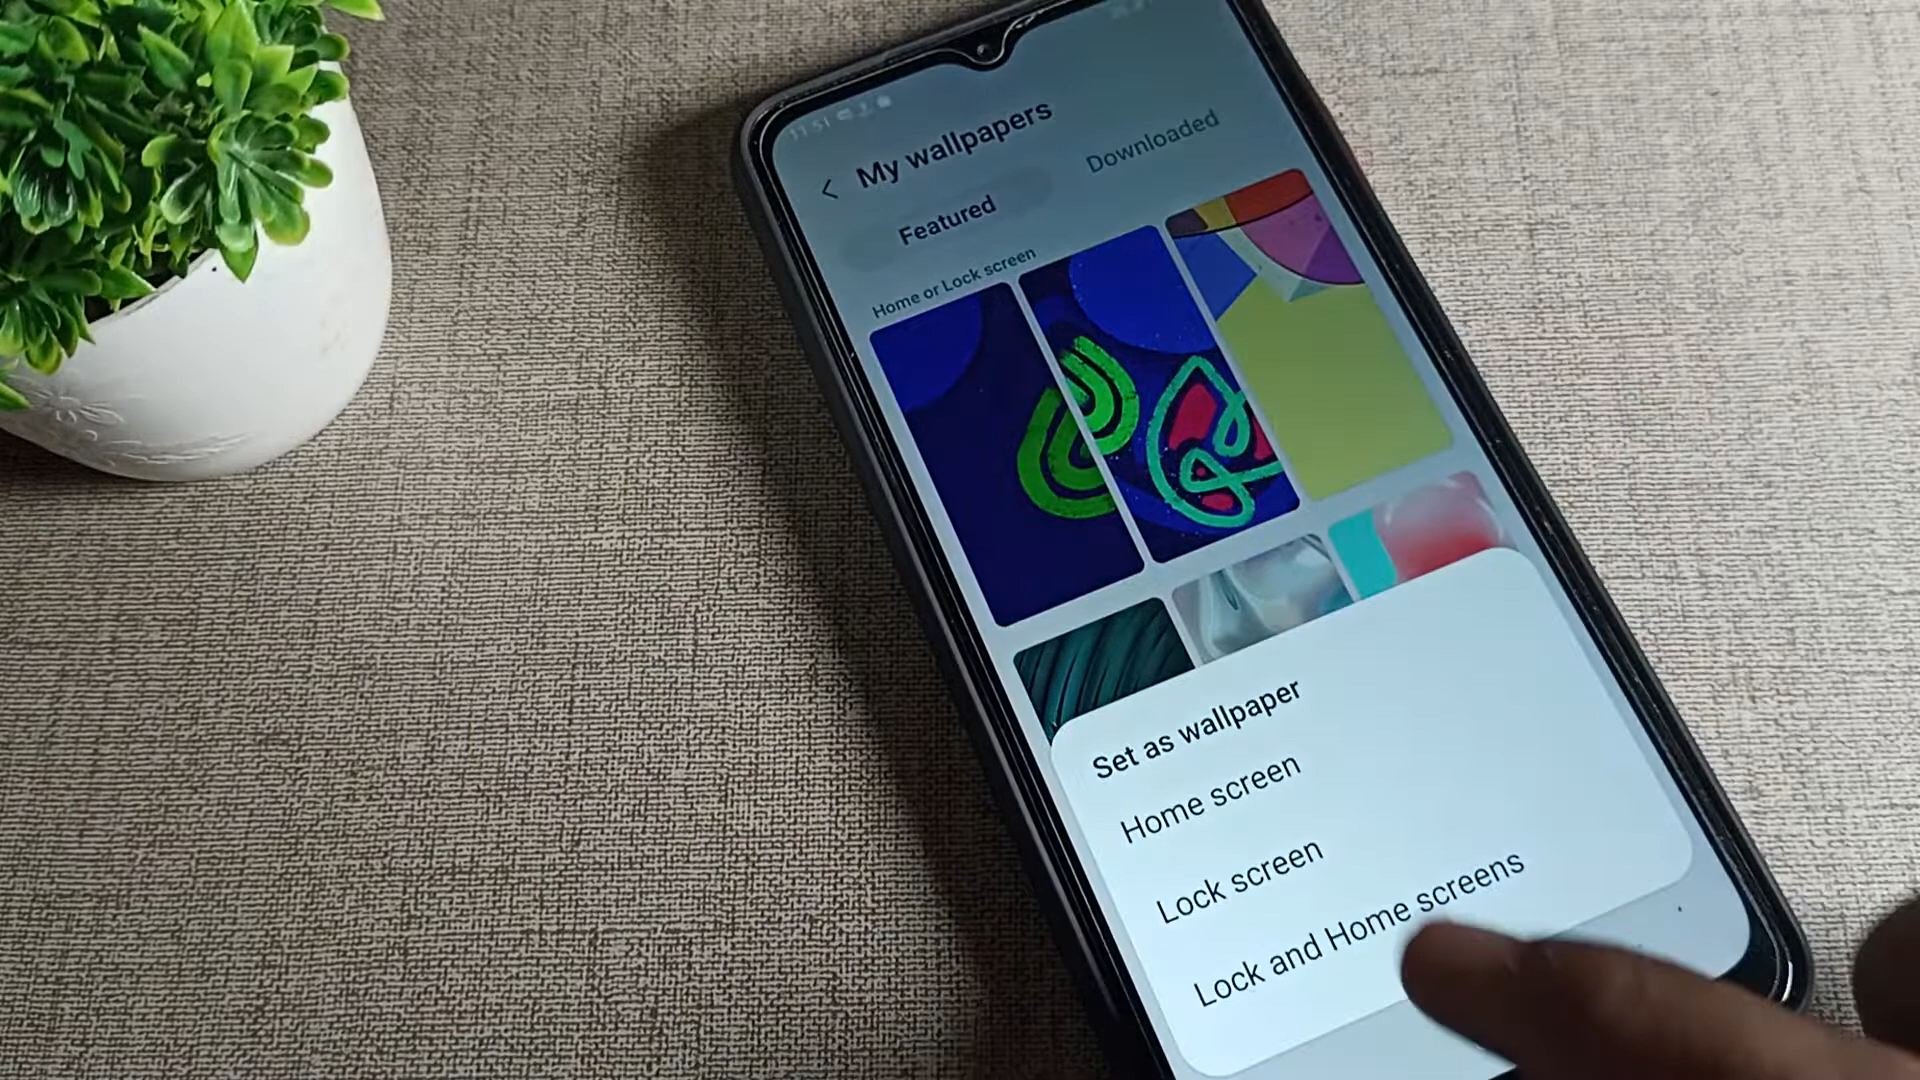 11:51
My wallpapers
Featured
Downloaded
Home or Lock screen
Set as wallpaper
Home screen
Lock screen
Lock and Home screens